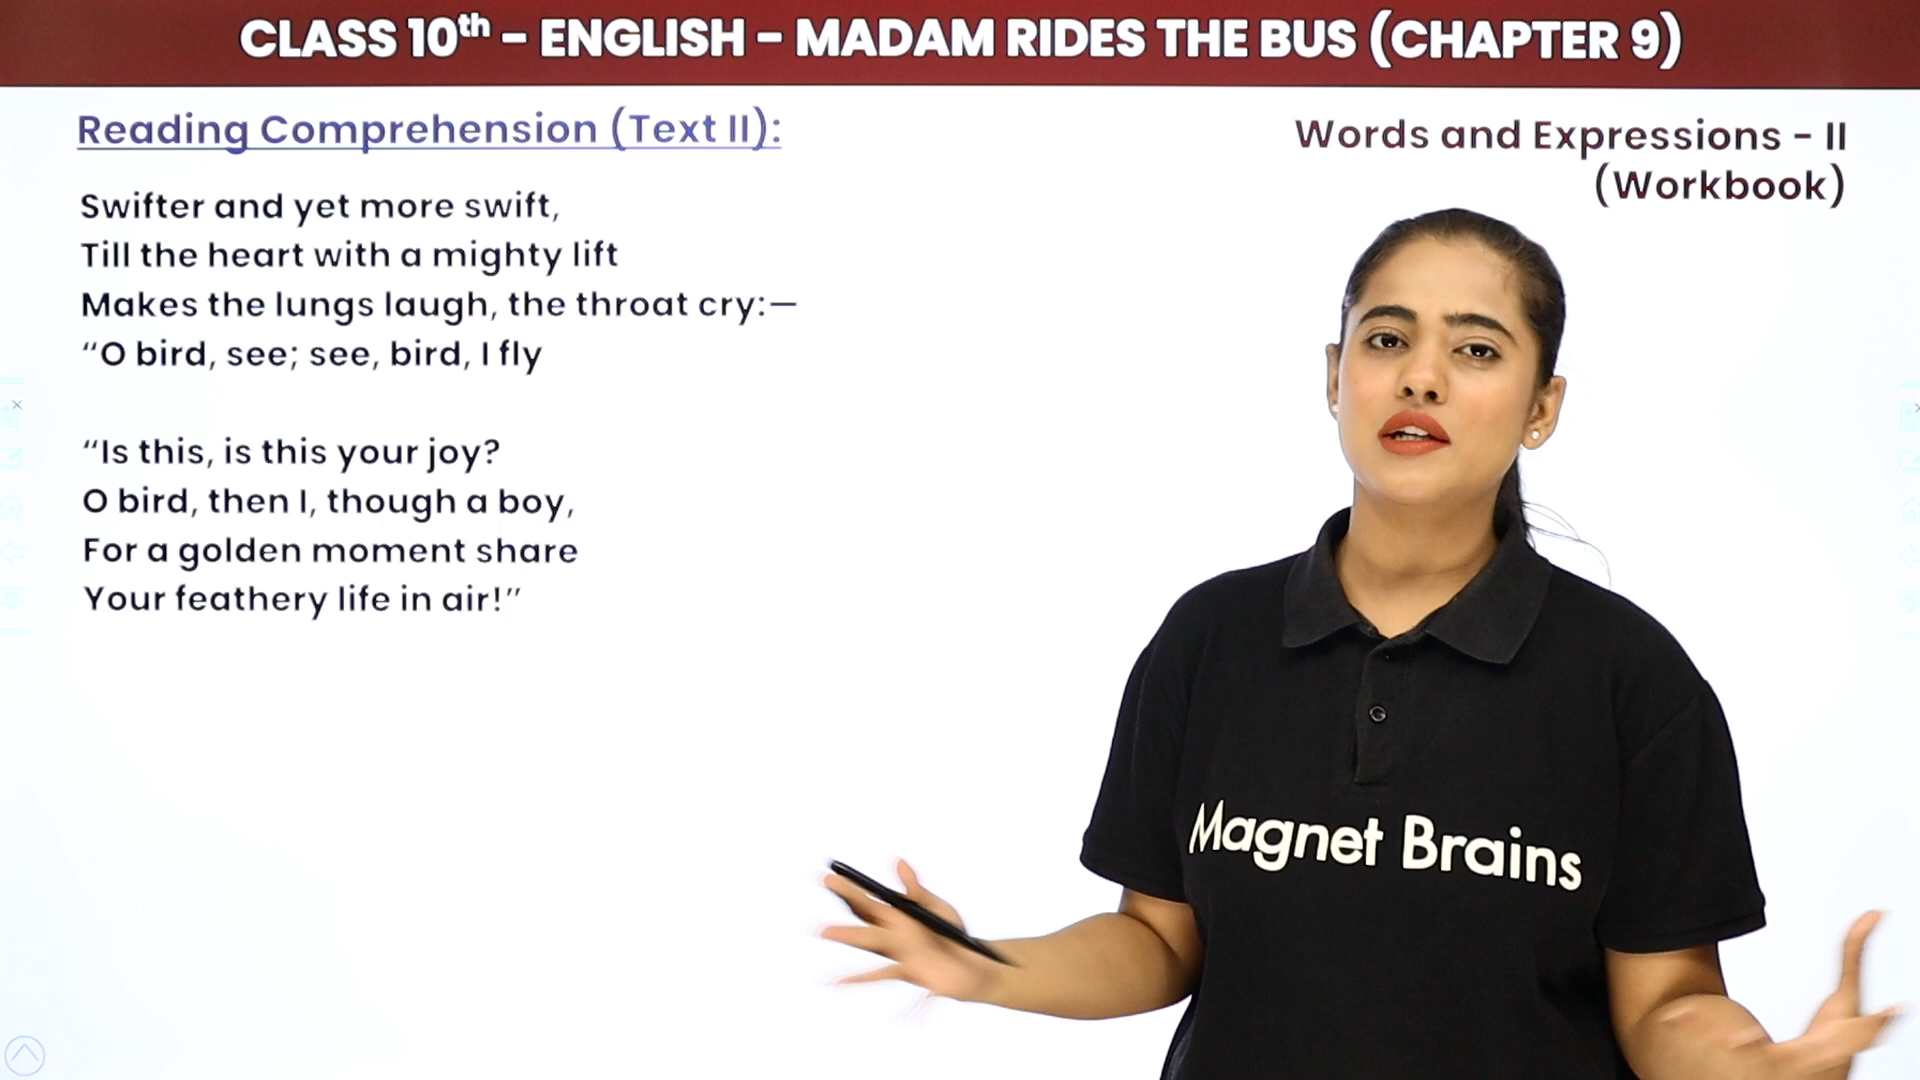 CLASS 10th - ENGLISH - MADAM RIDES THE BUS (CHAPTER 9)
Reading Comprehension (Text II):
Words and Expressions - II
(Workbook)
Swifter and yet more swift,
Till the heart with a mighty lift
Makes the lungs laugh, the throat cry:—
“O bird, see; see, bird, I fly
“Is this, is this your joy?
O bird, then I, though a boy,
For a golden moment share
Your feathery life in air!”
Magnet Brains